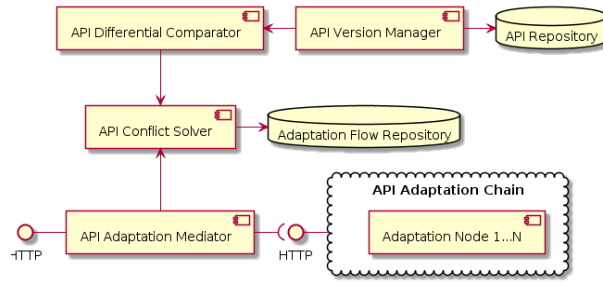 API Differential Comparator
API Version Manager
API Repository
API Conflict Solver
Adaptation Flow Repository
API Adaptation Chain
API Adaptation Mediator
Adaptation Node 1...N
HTTP
HTTP